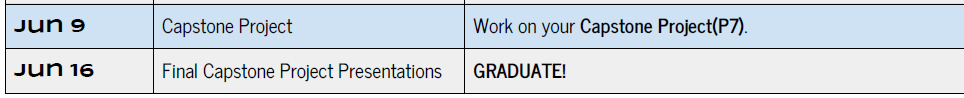 Jun 9 Capstone Project Work on your Capstone Project(P7).
Jun 16 Final Capstone Project Presentations GRADUATE!